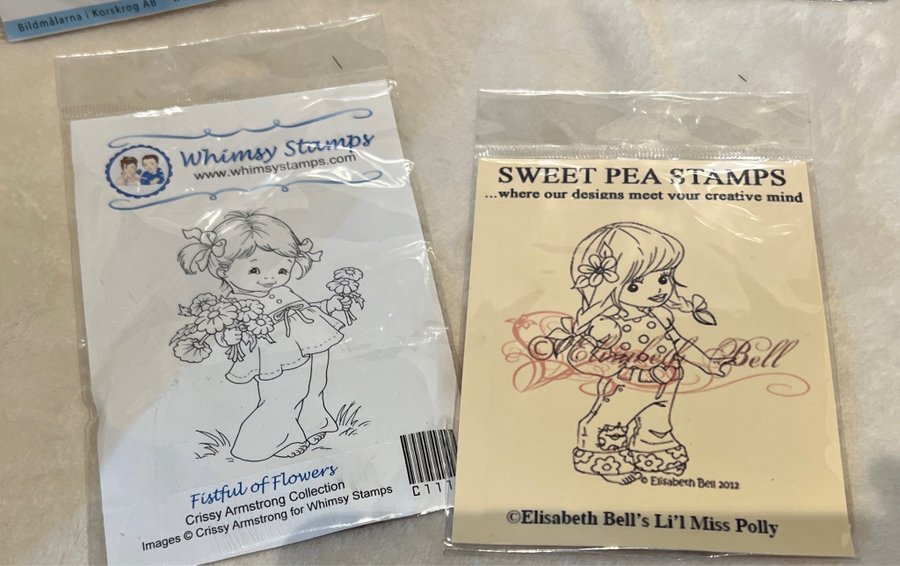 Bildmålarna i Korskrog AB
Whimsy Stamps
www.whimsystamps.com
Fistful of Flowers
Crissy Armstrong Collection
Images © Crissy Armstrong for Whimsy Stamps
C111
SWEET PEA STAMPS
...where our designs meet your creative mind
© Elisabeth Bell
© Elisabeth Bell 2012
©Elisabeth Bell's Li'l Miss Polly